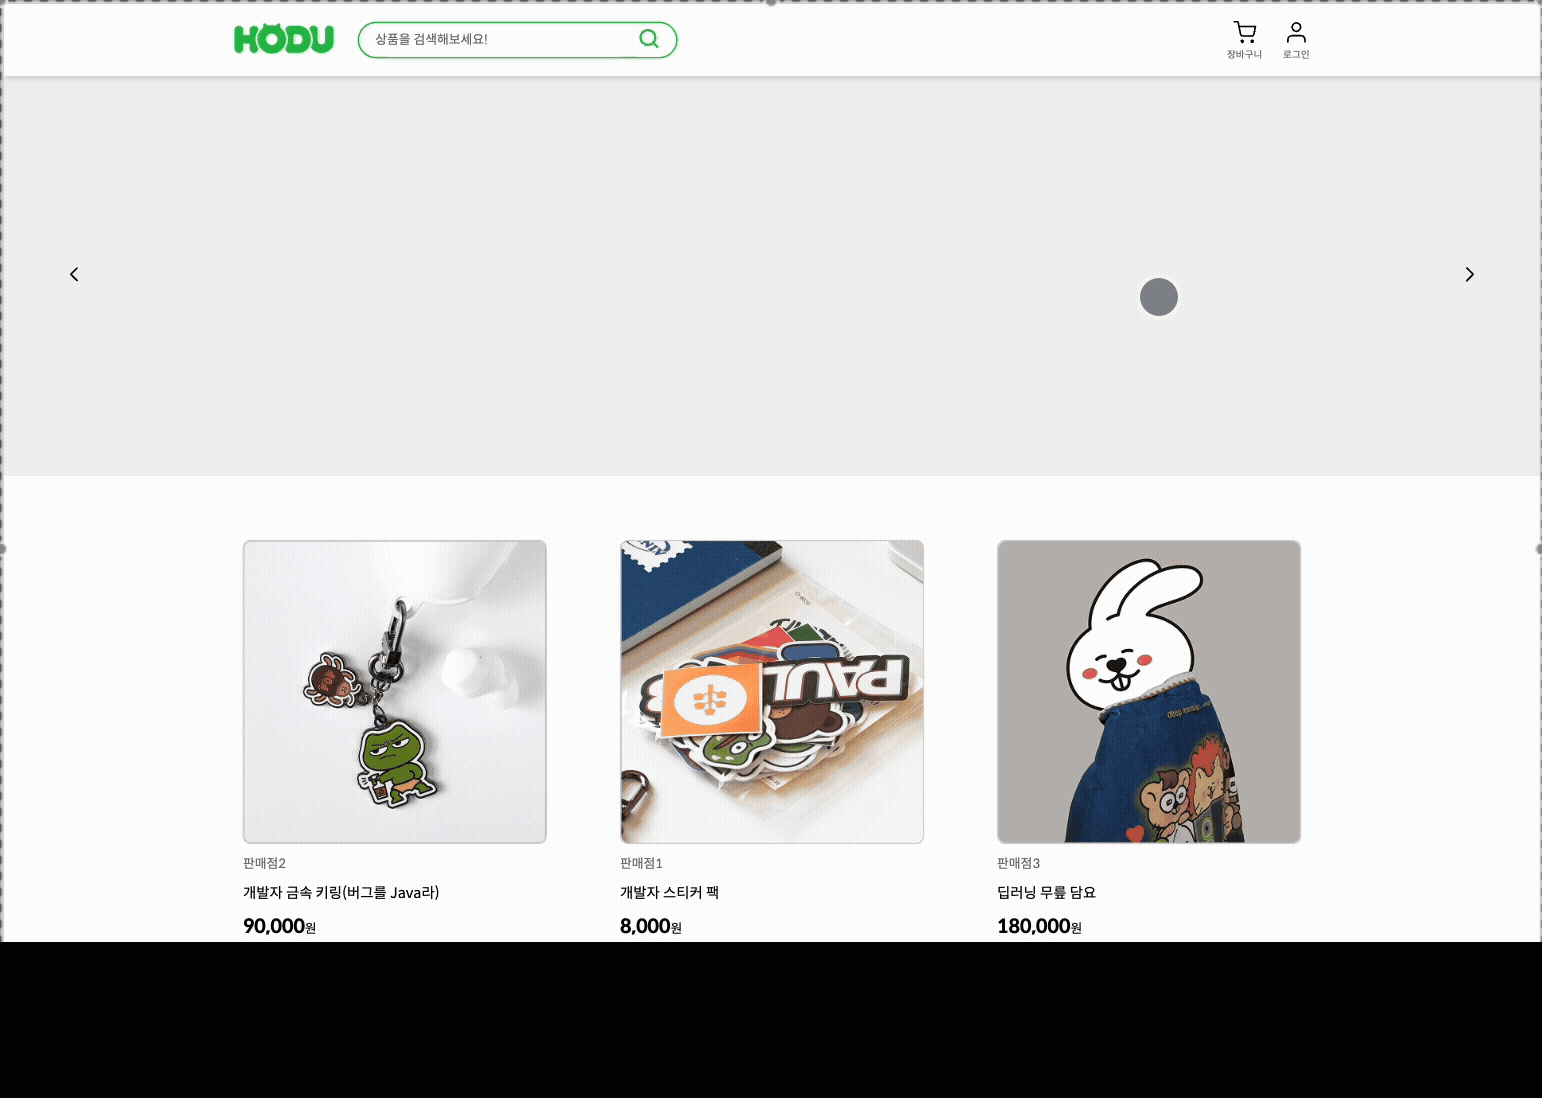 HODU
상품을 검색해보세요!
장바구니
로그인
PAUL
판매점2
개발자 금속 키링(버그를 Java라)
90,000원
판매점1
개발자 스티커 팩
8,000원
판매점3
딥러닝 무릎 담요
180,000원